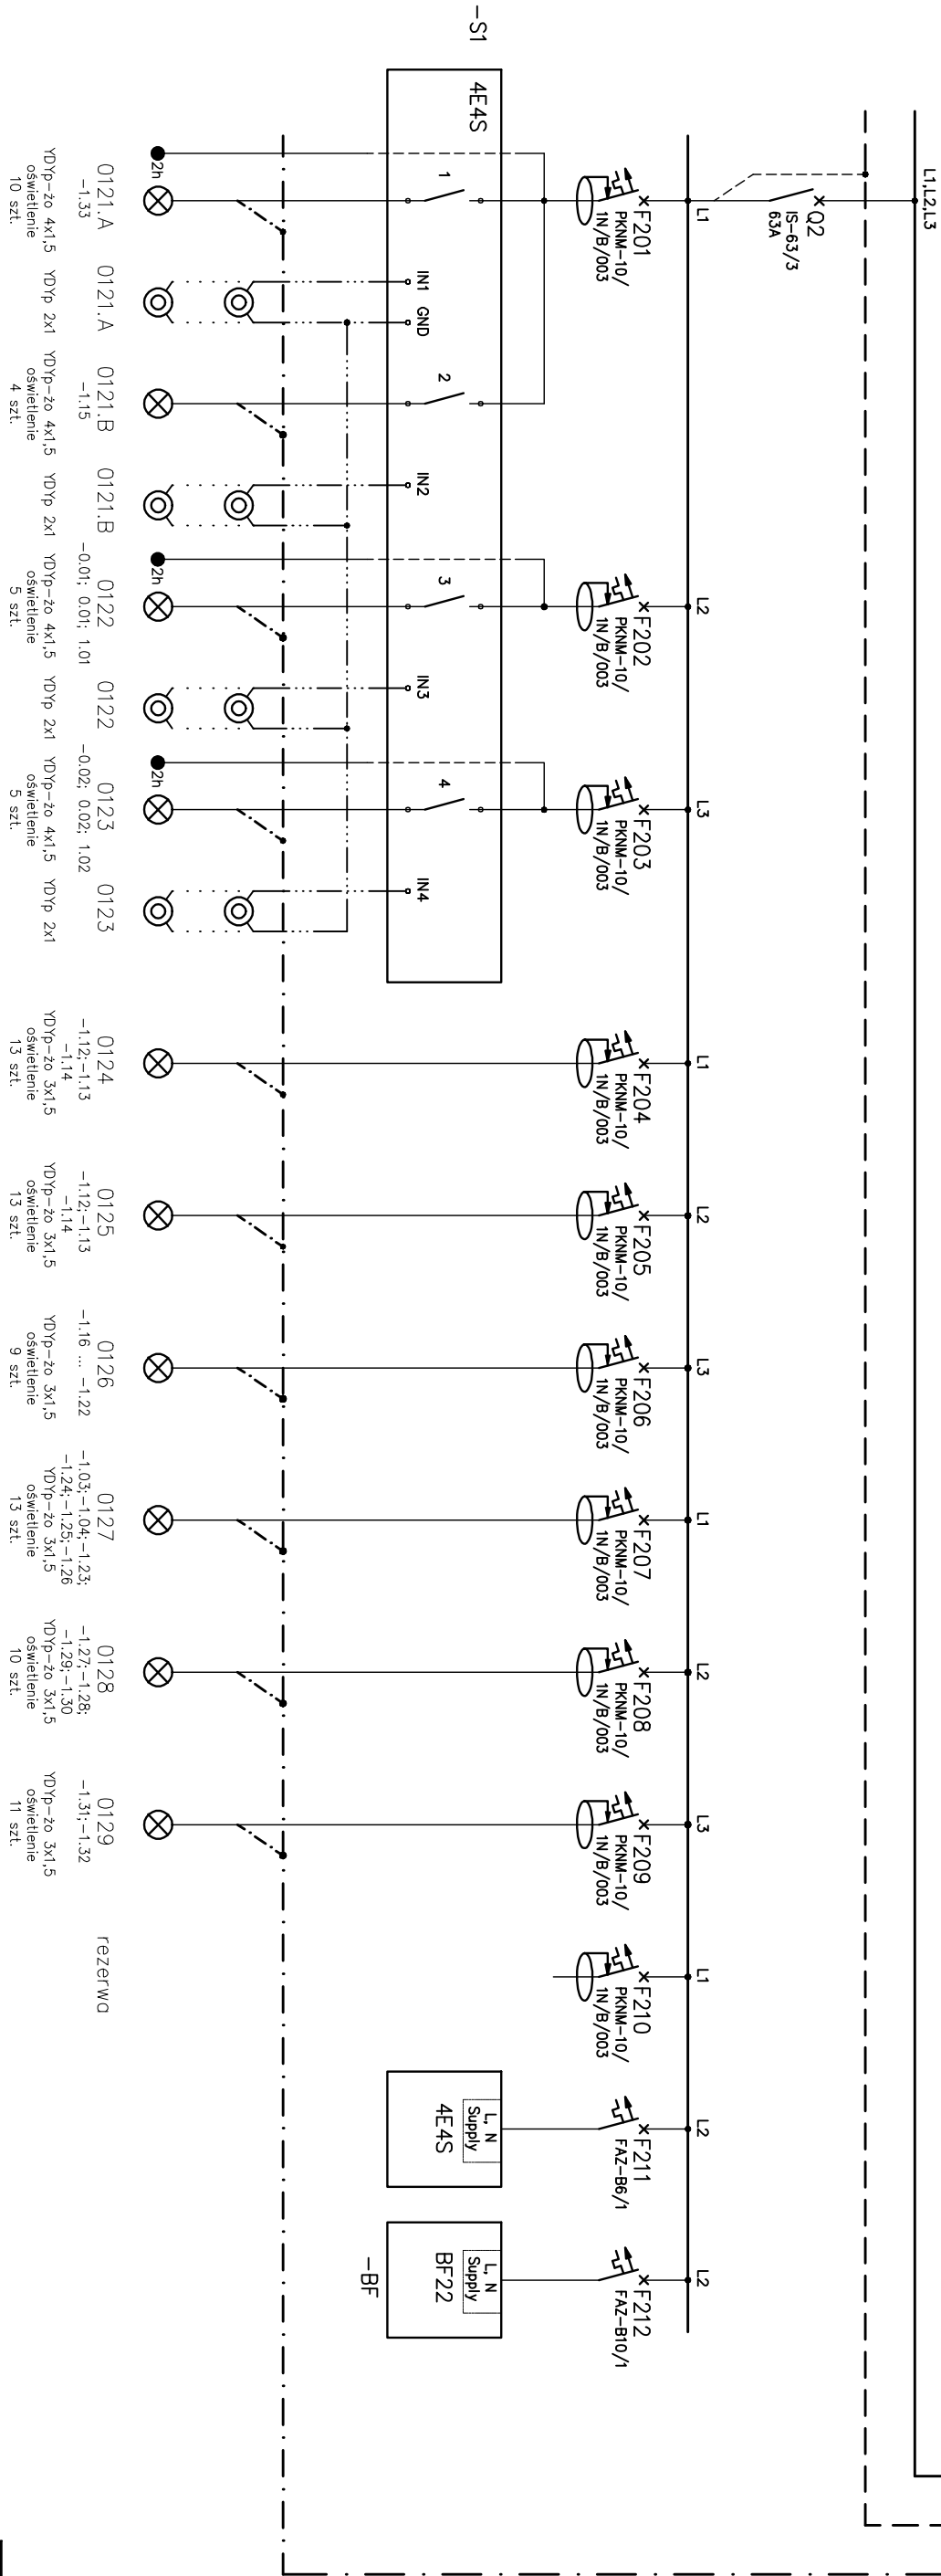 L1,L2,L3
Q2
IS-63/3
63A
L1
F201
PKNM-10/
1N/B/003
L2
F202
PKNM-10/
1N/B/003
L3
F203
PKNM-10/
1N/B/003
L1
F204
PKNM-10/
1N/B/003
L2
F205
PKNM-10/
1N/B/003
L3
F206
PKNM-10/
1N/B/003
L1
F207
PKNM-10/
1N/B/003
L2
F208
PKNM-10/
1N/B/003
L3
F209
PKNM-10/
1N/B/003
L1
F210
PKNM-10/
1N/B/003
L2
F211
FAZ-B6/1
L2
F212
FAZ-B10/1
-S1
4E4S
1
IN1
GND
2
IN2
3
IN3
4
IN4
L, N
Supply
4E4S
L, N
Supply
BF22
-BF
2h
2h
2h
0121.A
-1.33
YDYp-żo 4x1,5
oświetlenie
10 szt.
0121.A
YDYp 2x1
0121.B
-1.15
YDYp-żo 4x1,5
oświetlenie
4 szt.
0121.B
YDYp 2x1
0122
-0.01; 0.01; 1.01
YDYp-żo 4x1,5
oświetlenie
5 szt.
0122
YDYp 2x1
0123
-0.02; 0.02; 1.02
YDYp-żo 4x1,5
oświetlenie
5 szt.
0123
YDYp 2x1
0124
-1.12;-1.13
-1.14
YDYp-żo 3x1,5
oświetlenie
13 szt.
0125
-1.12;-1.13
-1.14
YDYp-żo 3x1,5
oświetlenie
13 szt.
0126
-1.16 ... -1.22
YDYp-żo 3x1,5
oświetlenie
9 szt.
0127
-1.03;-1.04;-1.23;
-1.24;-1.25;-1.26
YDYp-żo 3x1,5
oświetlenie
13 szt.
0128
-1.27;-1.28;
-1.29;-1.30
YDYp-żo 3x1,5
oświetlenie
10 szt.
0129
-1.31;-1.32
YDYp-żo 3x1,5
oświetlenie
11 szt.
rezerwa